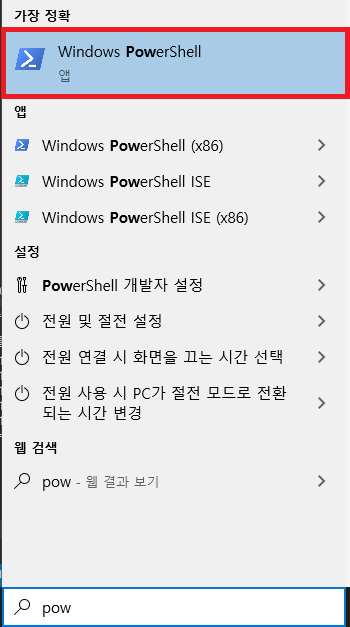 가장 정확
Windows PowerShell
앱
앱
Windows PowerShell (x86)
Windows PowerShell ISE
Windows PowerShell ISE (x86)
설정
PowerShell 개발자 설정
전원 및 절전 설정
전원 연결 시 화면을 끄는 시간 선택
전원 사용 시 PC가 절전 모드로 전환
되는 시간 변경
웹 검색
pow - 웹 결과 보기
pow